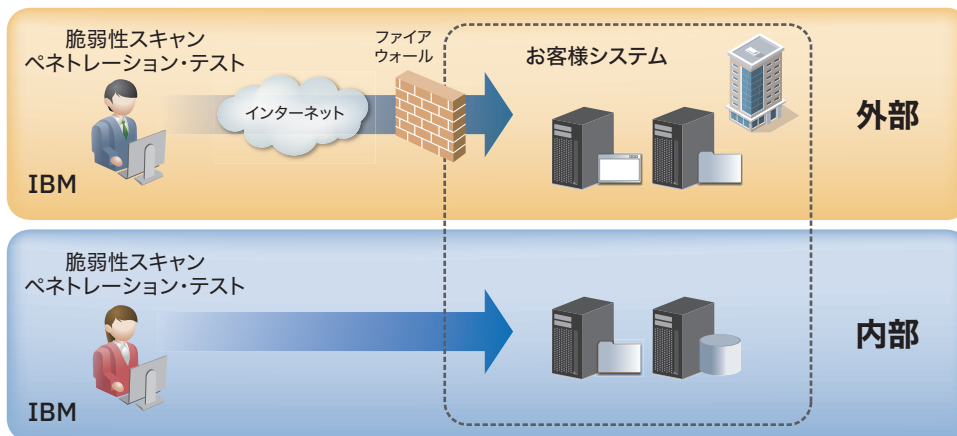 脆弱性スキャン
ペネトレーション・テスト
インターネット
ファイア
ウォール
お客様システム
外部
IBM
脆弱性スキャン
ペネトレーション・テスト
内部
IBM